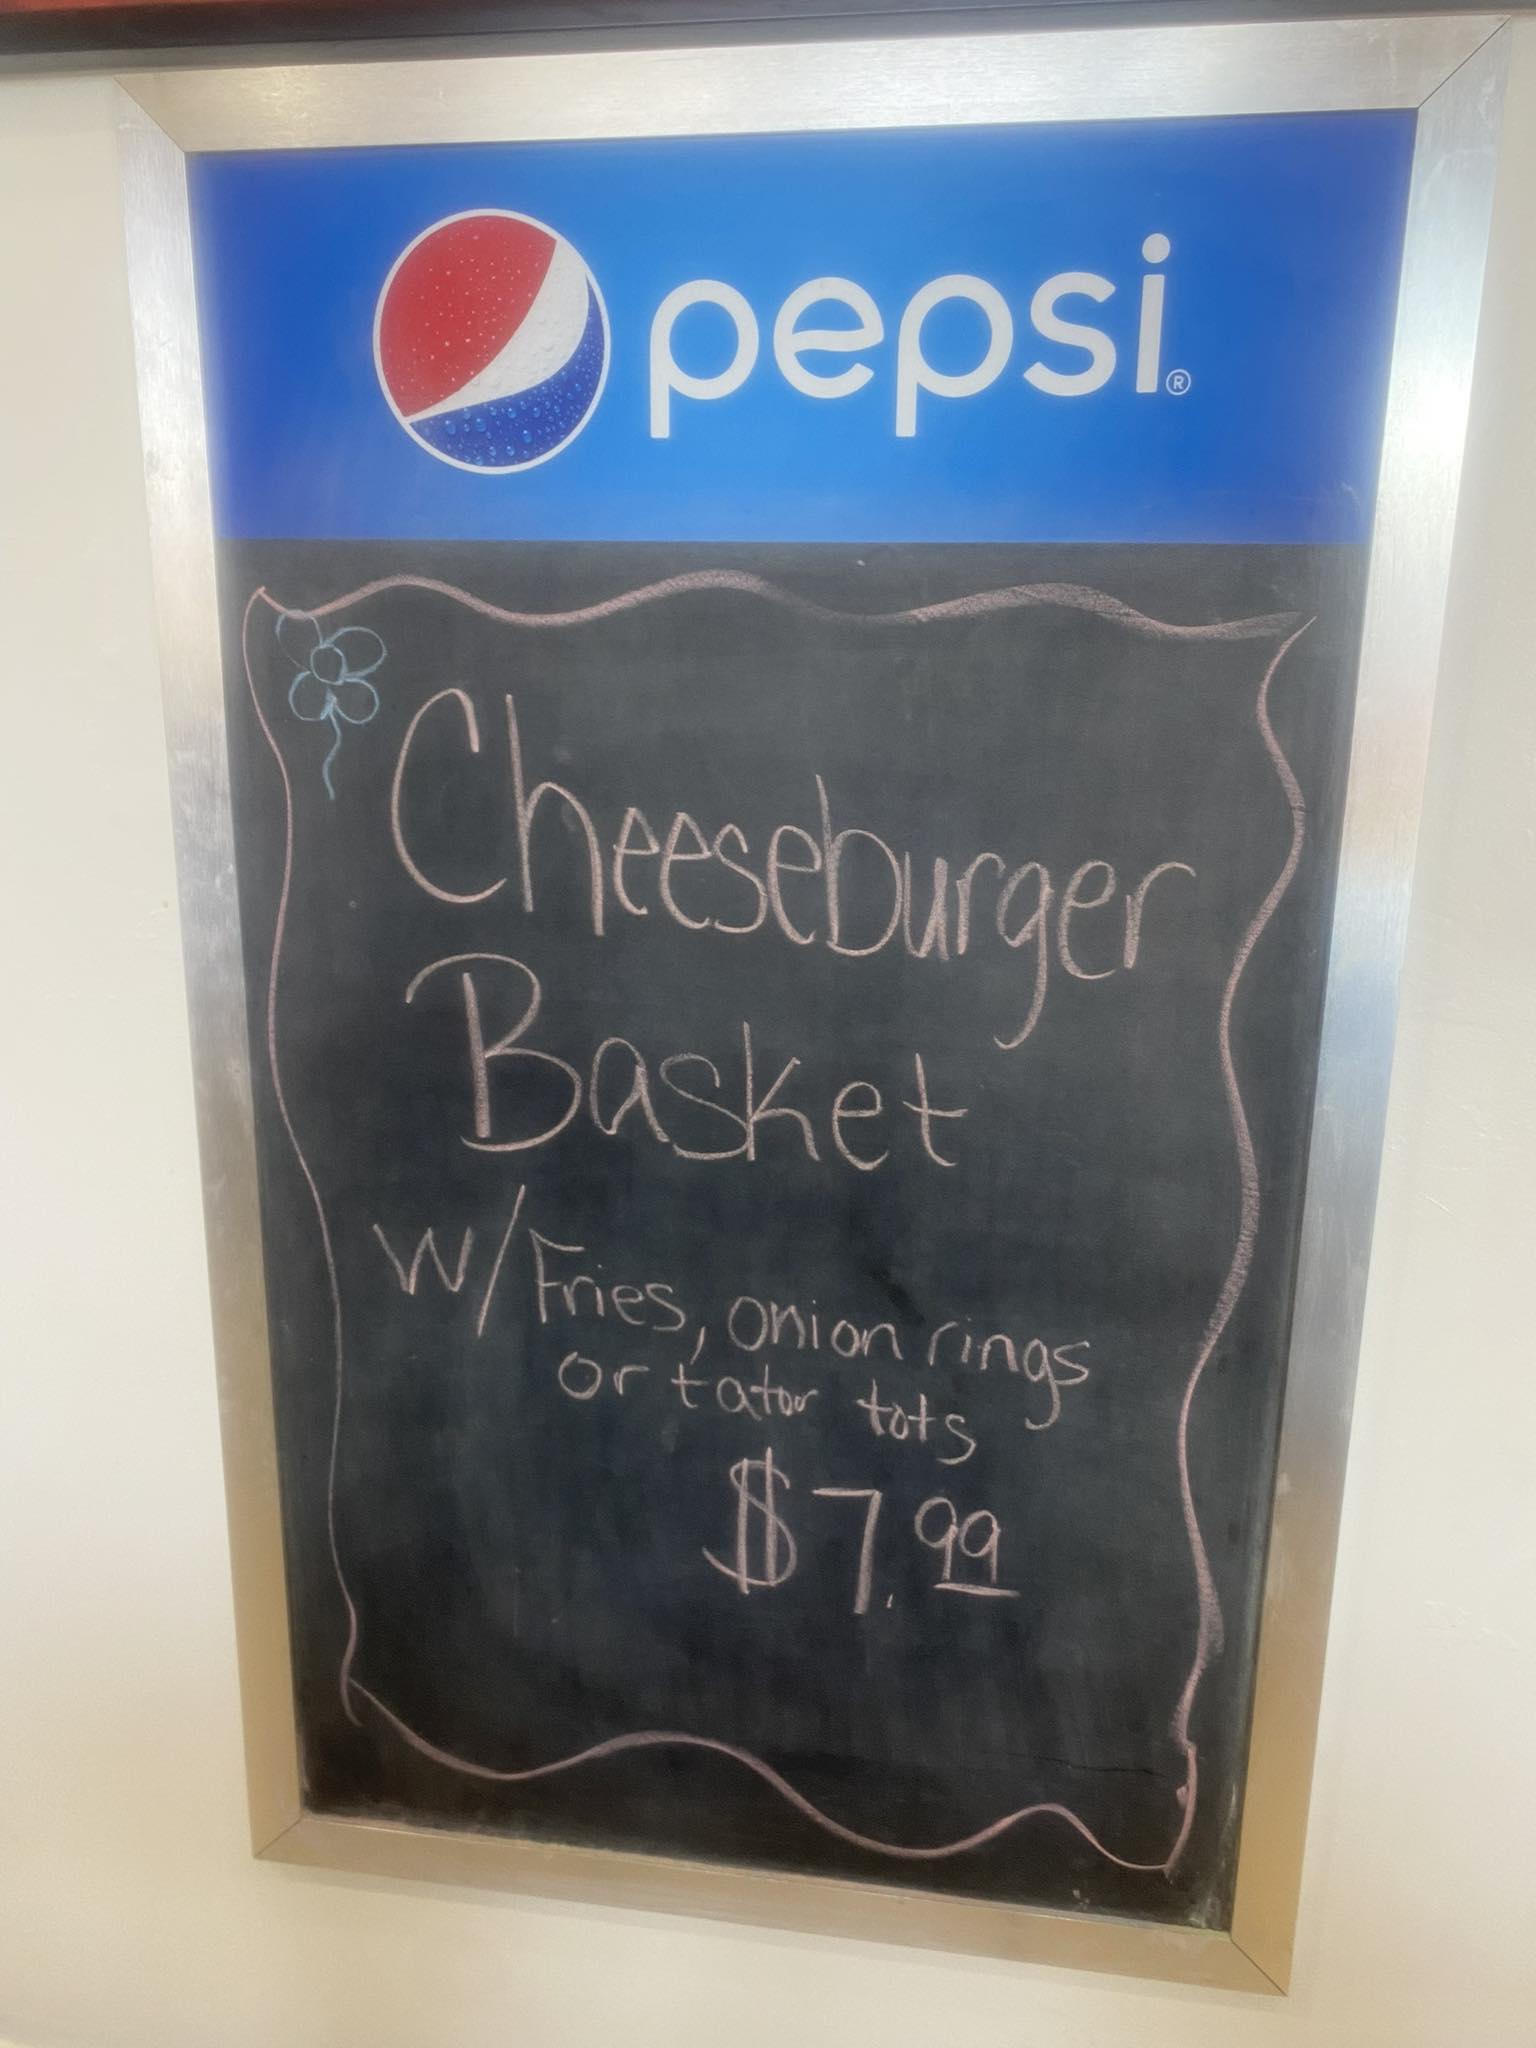 pepsi®
Cheeseburger
Basket
w/ Fries, onion rings
or tator tots
$7.99